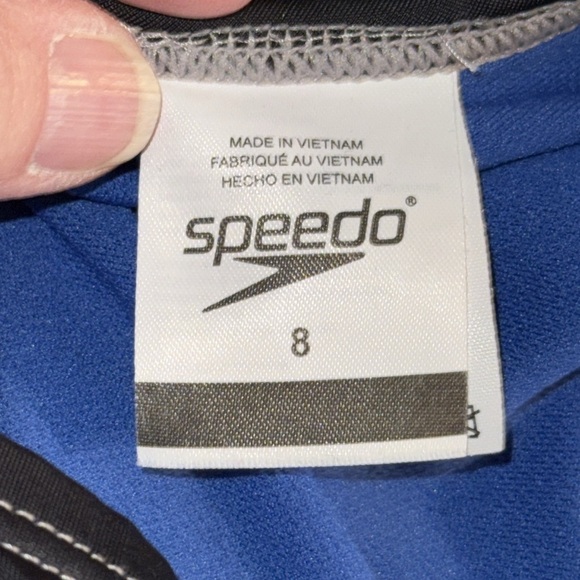 MADE IN VIETNAM
FABRIQUÉ AU VIETNAM
HECHO EN VIETNAM
speedo®
8